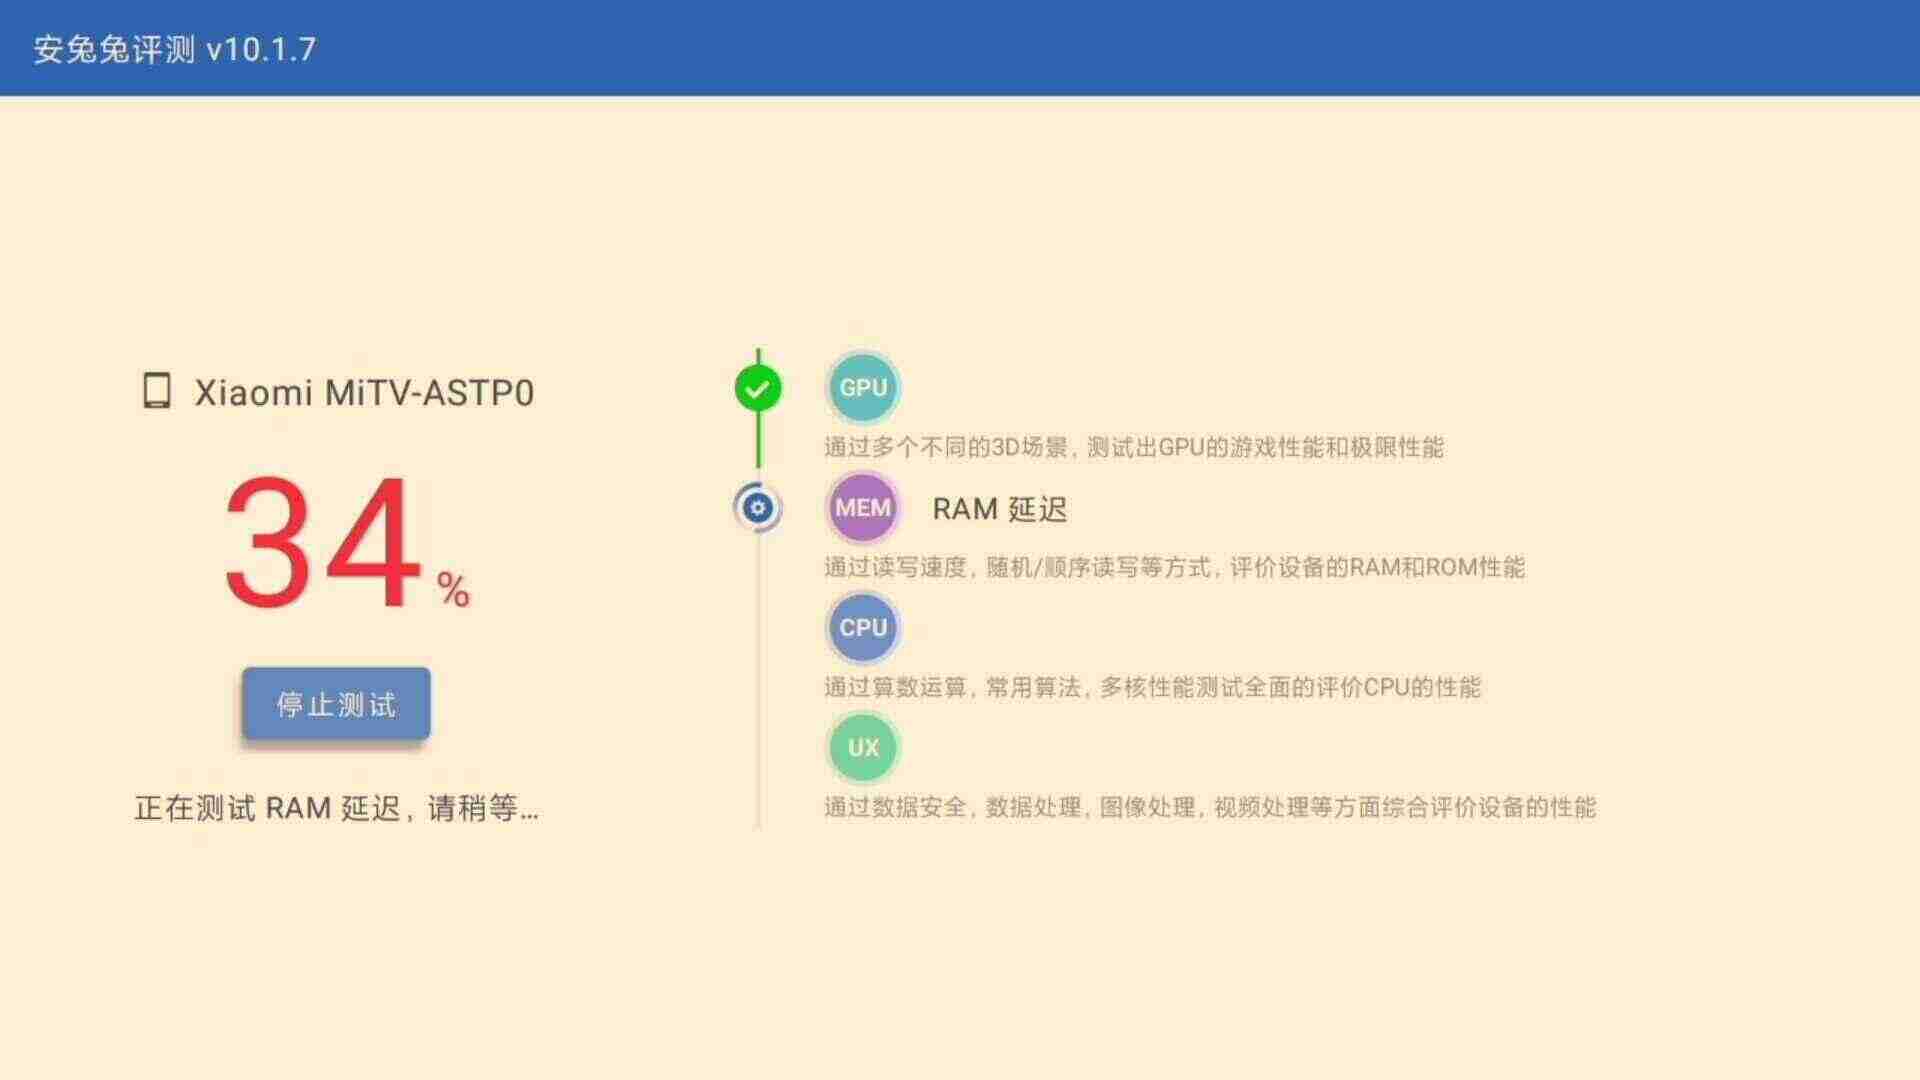 安兔兔评测 v10.1.7
Xiaomi MiTV-ASTP0
34%
停止测试
正在测试 RAM 延迟, 请稍等...
GPU
通过多个不同的3D场景, 测试出GPU的游戏性能和极限性能
MEM RAM 延迟
通过读写速度, 随机/顺序读写等方式, 评价设备的RAM和ROM性能
CPU
通过算数运算, 常用算法, 多核性能测试全面的评价CPU的性能
UX
通过数据安全, 数据处理, 图像处理, 视频处理等方面综合评价设备的性能